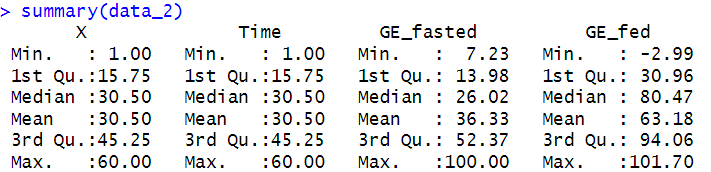 > summary(data_2)
X Time GE_fasted GE_fed
Min. : 1.00 Min. : 1.00 Min. : 7.23 Min. : -2.99
1st Qu.:15.75 1st Qu.:15.75 1st Qu.: 13.98 1st Qu.: 30.96
Median :30.50 Median :30.50 Median : 26.02 Median : 80.47
Mean :30.50 Mean :30.50 Mean : 36.33 Mean : 63.18
3rd Qu.:45.25 3rd Qu.:45.25 3rd Qu.: 52.37 3rd Qu.: 94.06
Max. :60.00 Max. :60.00 Max. :100.00 Max. :101.70